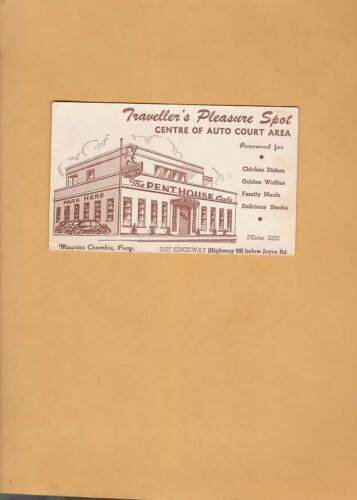 Traveller's Pleasure Spot
CENTRE OF AUTO COURT AREA
Renowned for
Chicken Dishes
Golden Waffles
Family Meals
Delicious Steaks
The PENTHOUSE Cafe
PARK HERE
DExter
Maurice Crombie, Prop.
KINGSWAY (Highway 99) below Joyce Rd.